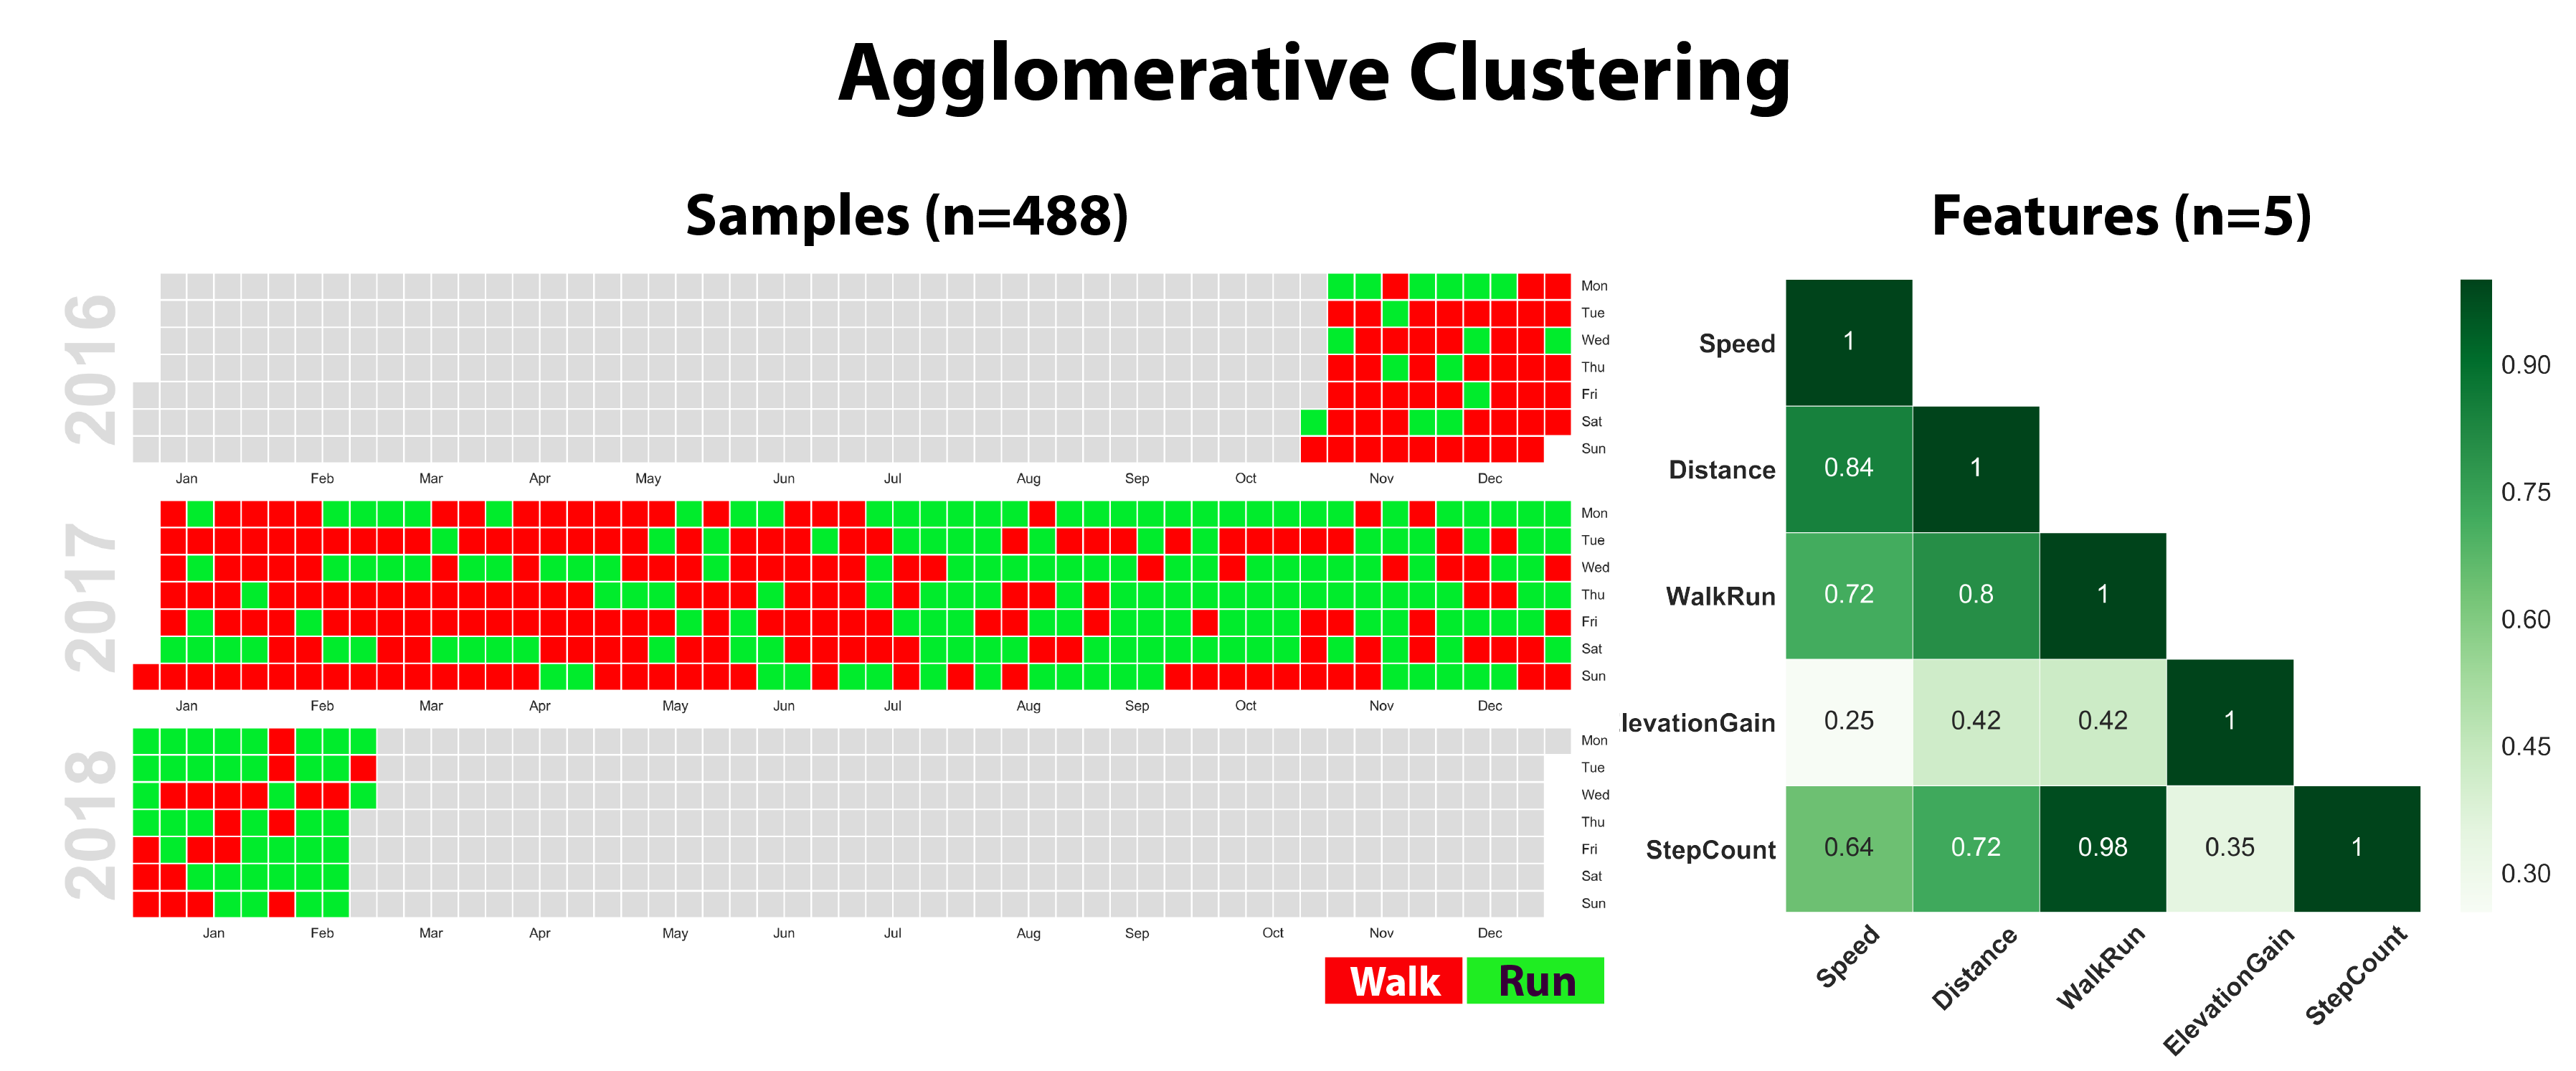 Agglomerative Clustering
Samples (n=488)
Features (n=5)
2016
Mon
Tue
Wed
Thu
Fri
Sat
Sun
Jan Feb Mar Apr May Jun Jul Aug Sep Oct Nov Dec
2017
Mon
Tue
Wed
Thu
Fri
Sat
Sun
Jan Feb Mar Apr May Jun Jul Aug Sep Oct Nov Dec
2018
Mon
Tue
Wed
Thu
Fri
Sat
Sun
Jan Feb Mar Apr May Jun Jul Aug Sep Oct Nov Dec
Walk Run
Speed 1
Distance 0.84 1
WalkRun 0.72 0.8 1
levationGain 0.25 0.42 0.42 1
StepCount 0.64 0.72 0.98 0.35 1
Speed Distance WalkRun ElevationGain StepCount
0.90
0.75
0.60
0.45
0.30